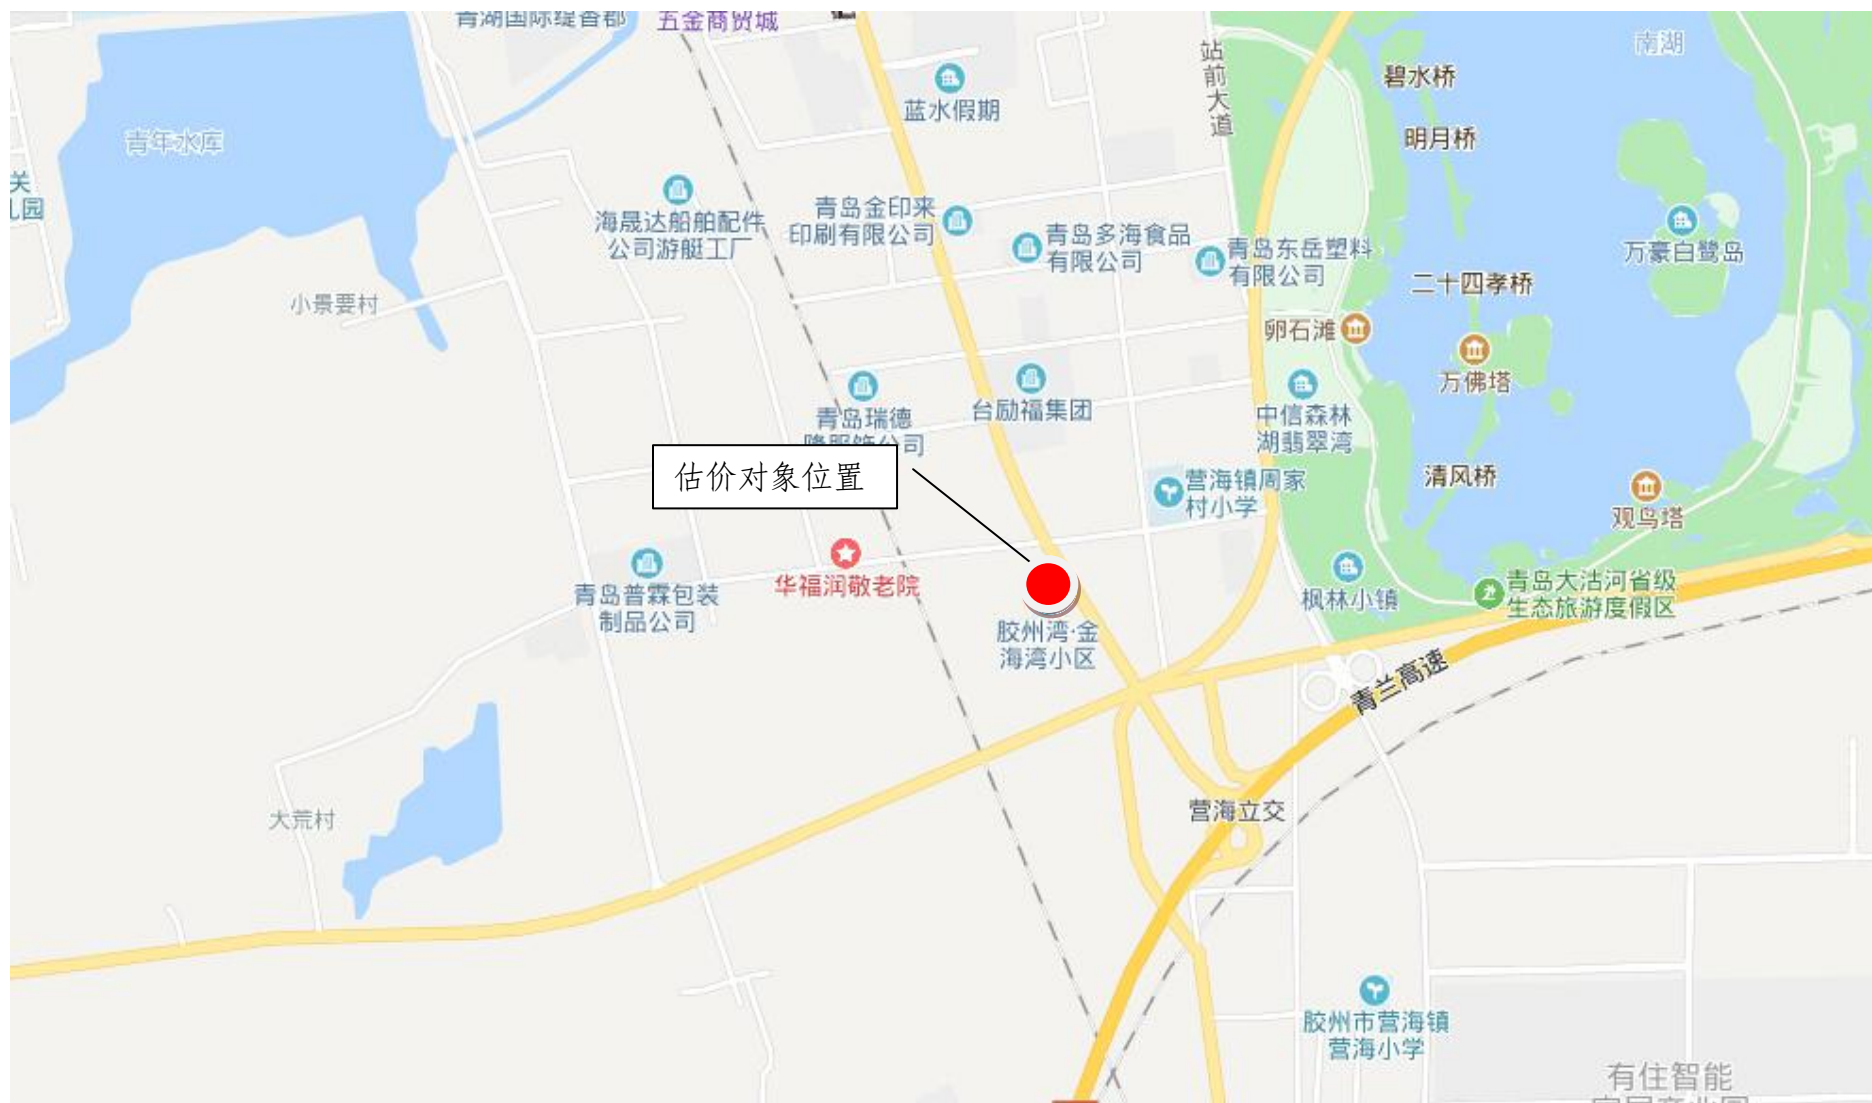 青湖国际缇香郡
五金商贸城
站前大道
南湖
碧水桥
蓝水假期
明月桥
青年水库
关
儿园
海晟达船舶配件
公司游艇工厂
青岛金印来
印刷有限公司
青岛多海食品
有限公司
青岛东岳塑料
有限公司
万豪白鹭岛
二十四孝桥
小景要村
卵石滩
万佛塔
青岛瑞德
隆服饰公司
台励福集团
中信森林
湖翡翠湾
估价对象位置
营海镇周家
村小学
清风桥
观鸟塔
华福润敬老院
青岛普霖包装
制品公司
枫林小镇
青岛大沽河省级
生态旅游度假区
胶州湾·金
海湾小区
青兰高速
大荒村
营海立交
胶州市营海镇
营海小学
有住智能